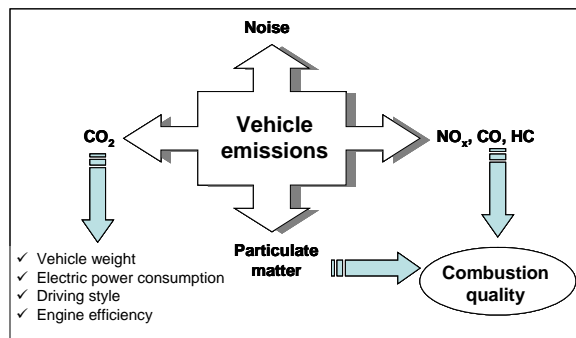 Noise
Vehicle
emissions
CO₂
NOₓ, CO, HC
Particulate
matter
✓ Vehicle weight
✓ Electric power consumption
✓ Driving style
✓ Engine efficiency
Combustion
quality